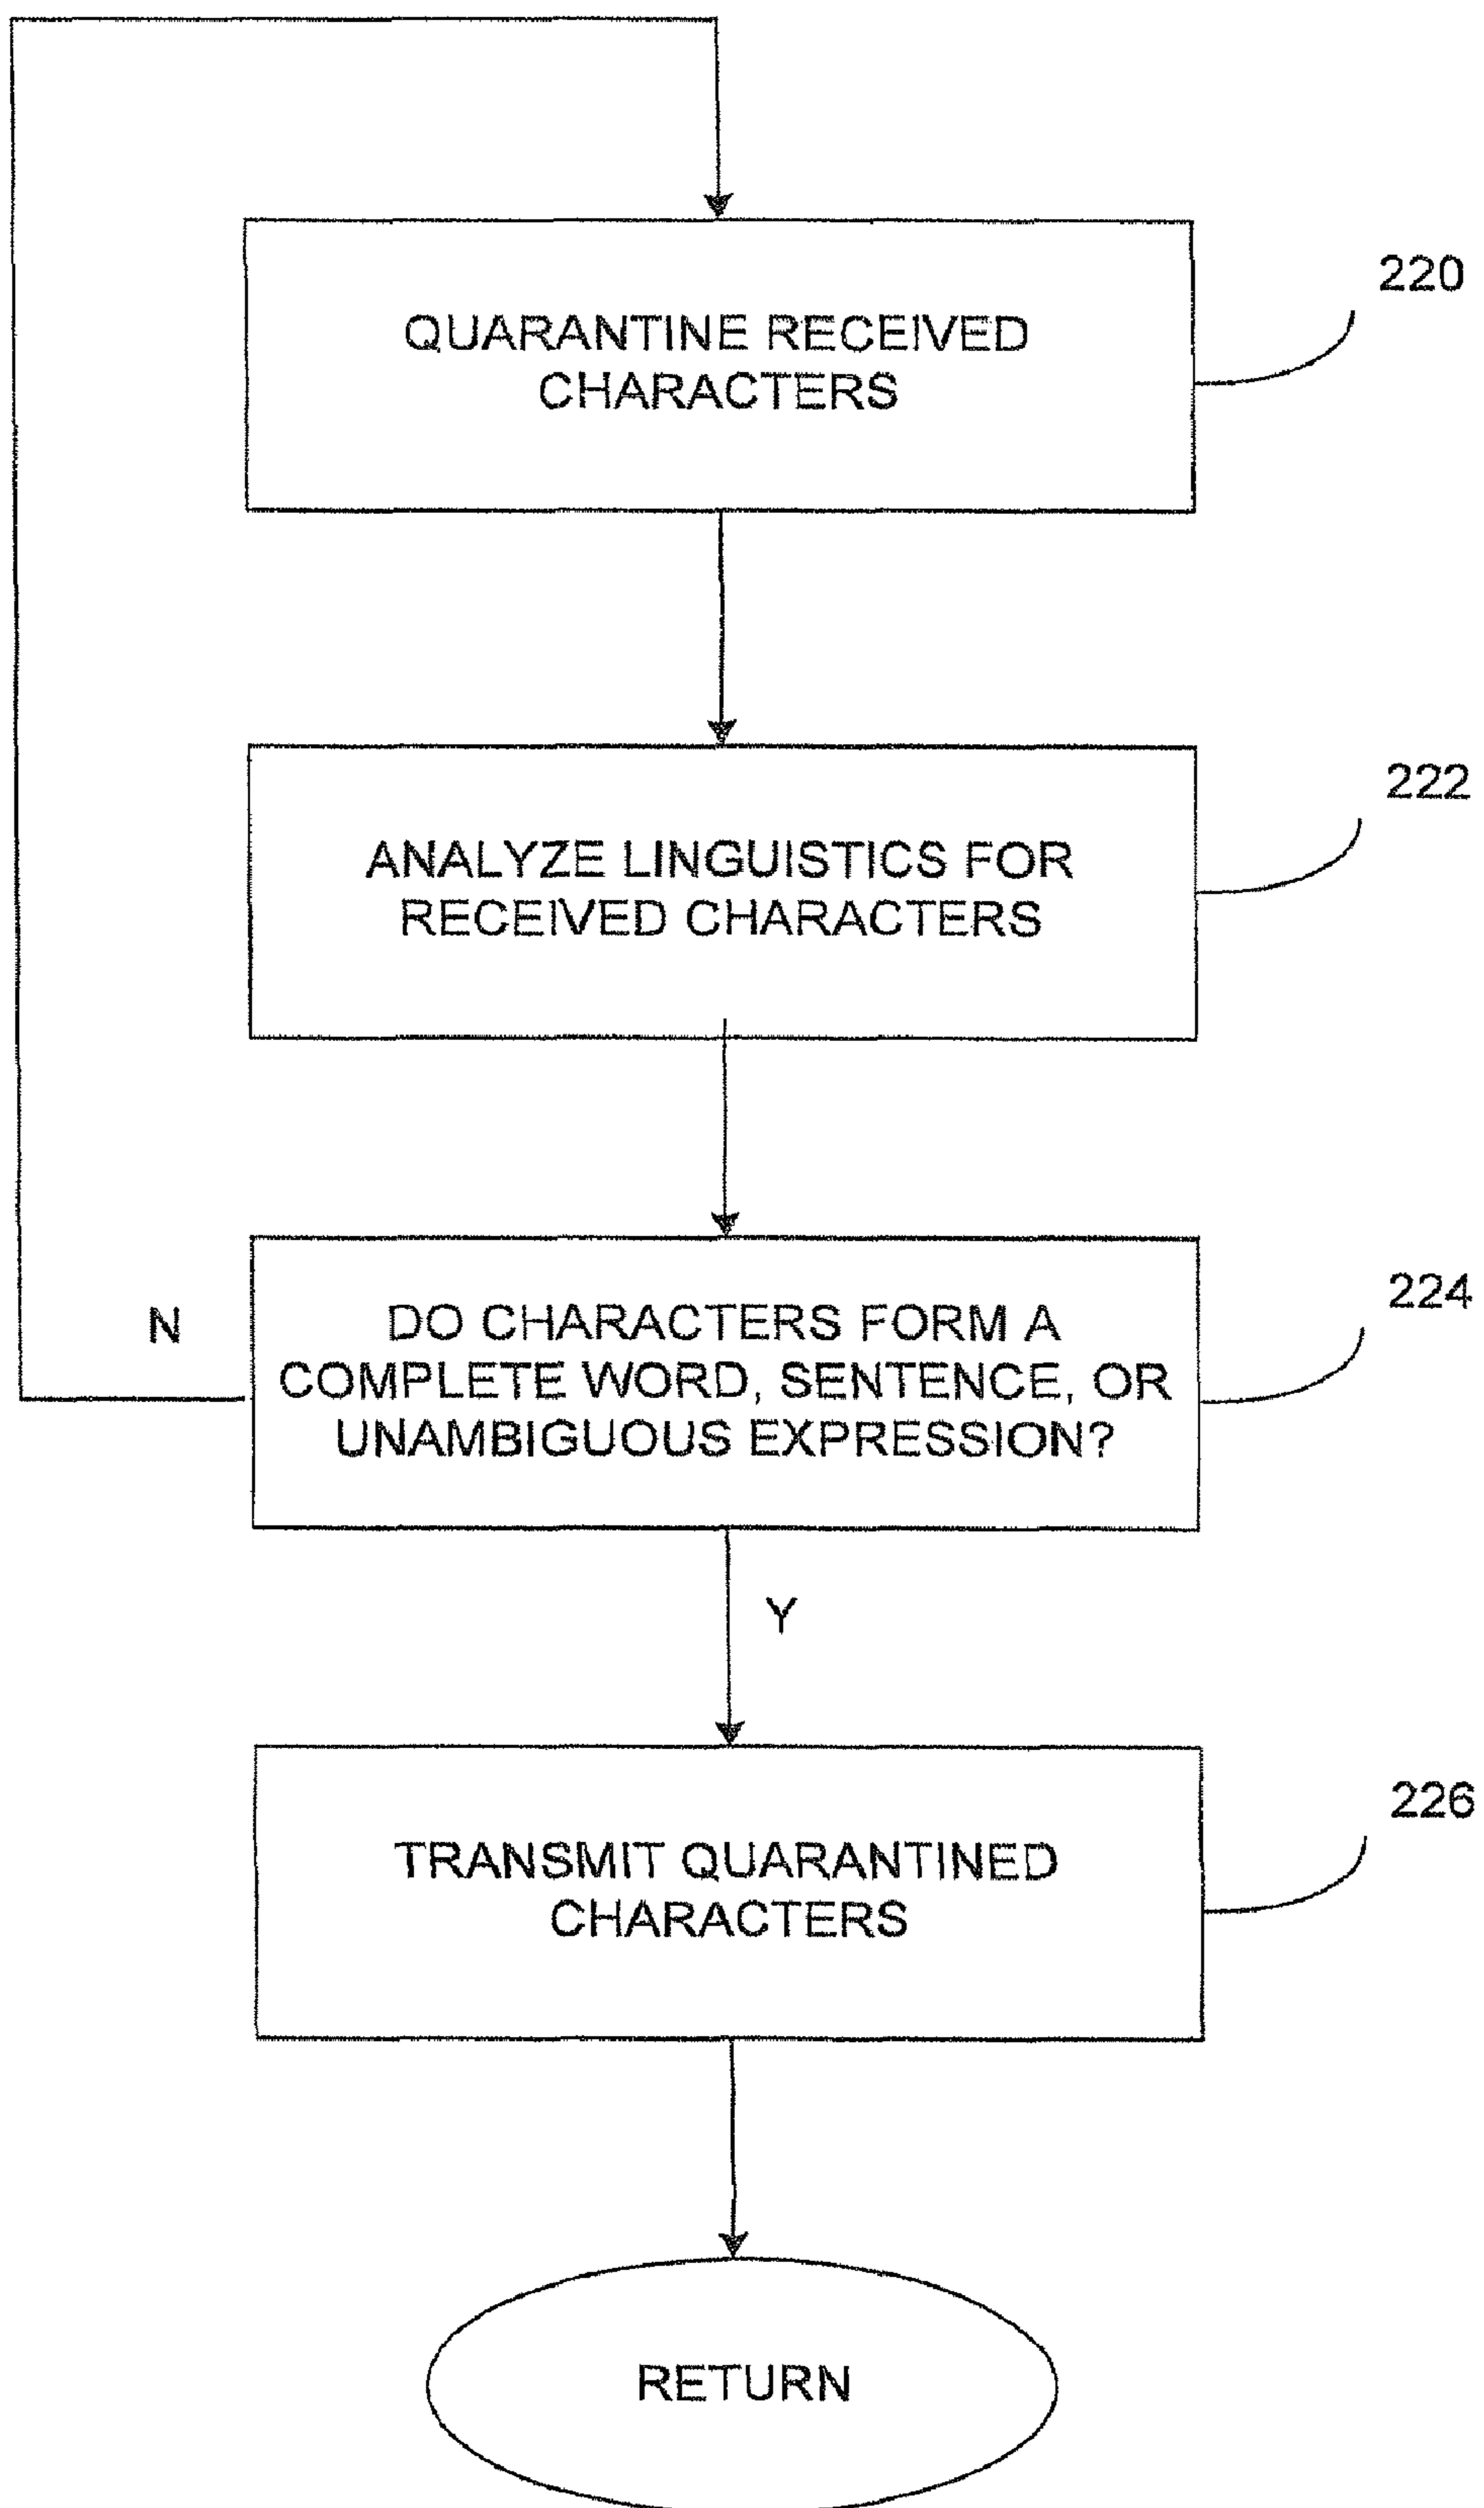 QUARANTINE RECEIVED
CHARACTERS
220
ANALYZE LINGUISTICS FOR
RECEIVED CHARACTERS
222
DO CHARACTERS FORM A
COMPLETE WORD, SENTENCE, OR
UNAMBIGUOUS EXPRESSION?
224
N
Y
TRANSMIT QUARANTINED
CHARACTERS
226
RETURN